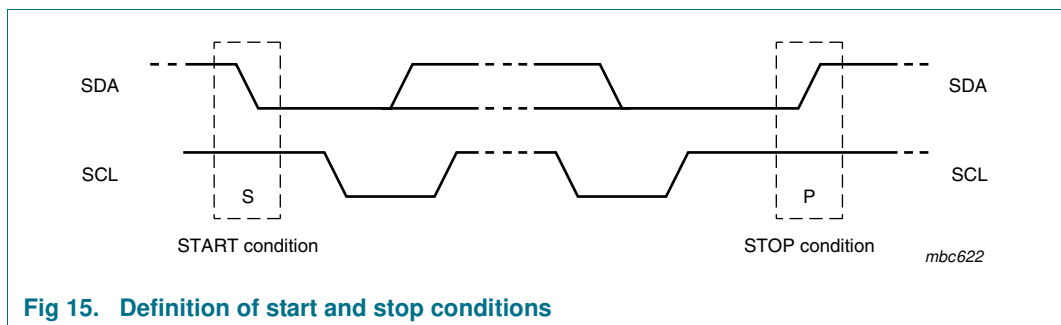 SDA
SDA
SCL
SCL
S
P
START condition
STOP condition
mbc622
Fig 15. Definition of start and stop conditions